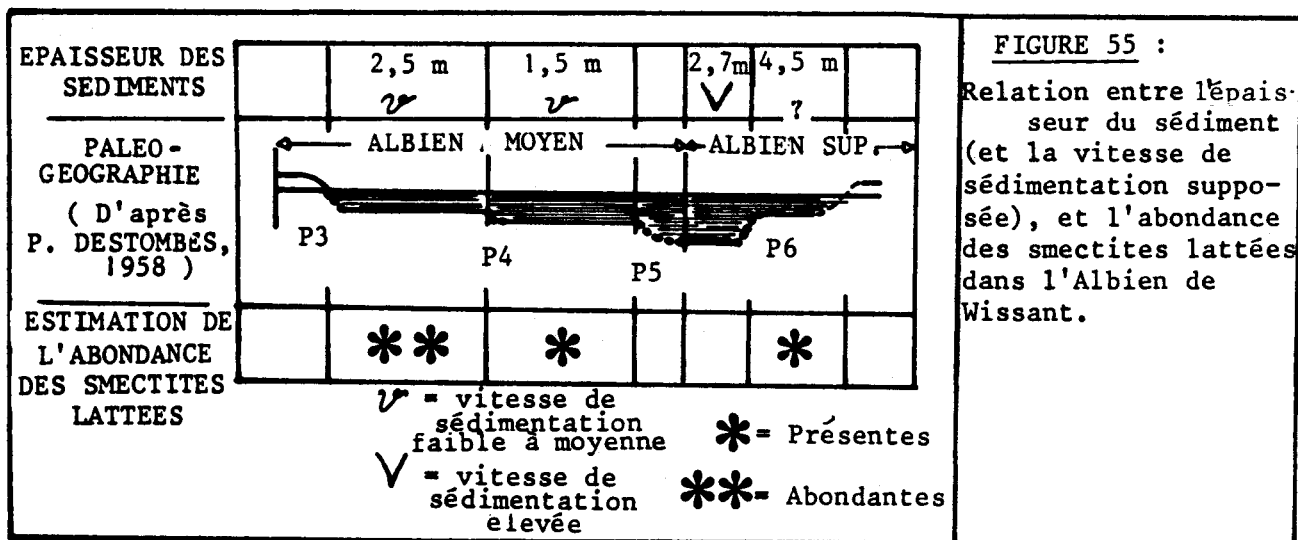 EPAISSEUR DES
SEDIMENTS
2,5 m
1,5 m
2,7m
4,5 m
v
v
V
?
PALEO-
GEOGRAPHIE
( D'après
P. DESTOMBES,
1958 )
ALBIEN MOYEN
ALBIEN SUP.
P3
P4
P5
P6
ESTIMATION DE
L'ABONDANCE
DES SMECTITES
LATTEES
**
*
*
v = vitesse de
sédimentation
faible à moyenne
V = vitesse de
sédimentation
elevée
*= Présentes
**= Abondantes
FIGURE 55 :
Relation entre l'épais-
seur du sédiment
(et la vitesse de
sédimentation suppo-
sée), et l'abondance
des smectites lattées
dans l'Albien de
Wissant.